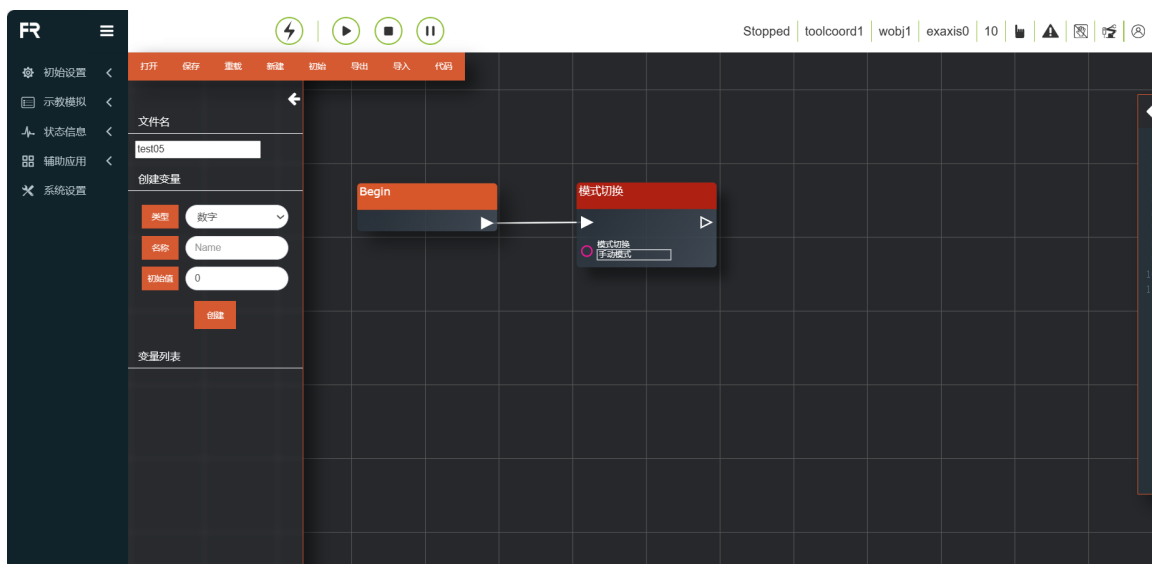 FR
Stopped toolcoord1 wobj1 exaxis0 10
初始设置
示教模拟
状态信息
辅助应用
系统设置
打开 保存 重载 新建 初始 导出 导入 代码
文件名
test05
创建变量
类型 数字
名称 Name
初始值 0
创建
变量列表
Begin
模式切换
模式切换
手动模式
1
1